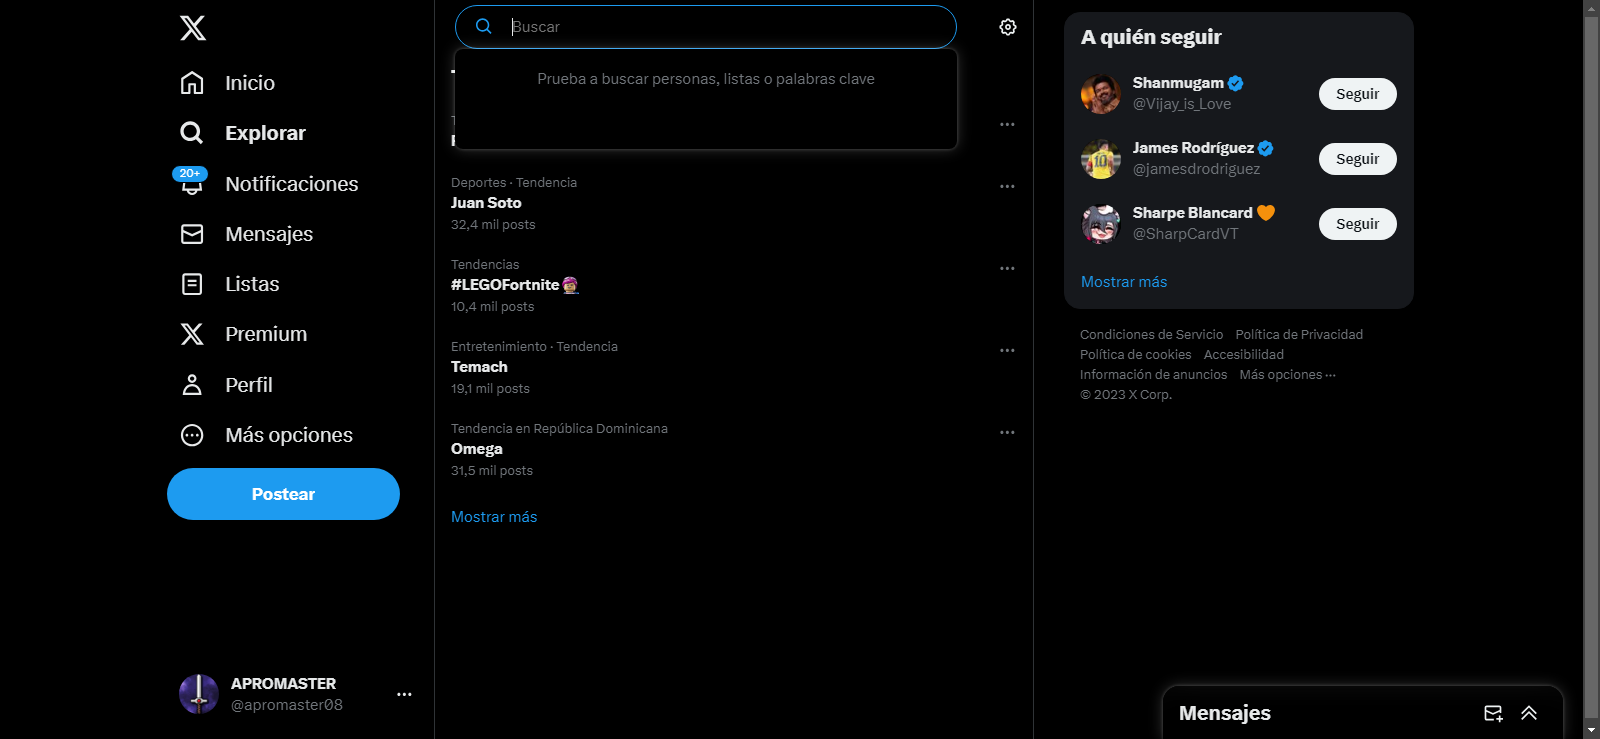 Inicio
Explorar
20+
Notificaciones
Mensajes
Listas
Premium
Perfil
Más opciones
Postear
APROMASTER
@apromaster08
Buscar
Prueba a buscar personas, listas o palabras clave
Deportes · Tendencia
Juan Soto
32,4 mil posts
Tendencias
#LEGOFortnite
10,4 mil posts
Entretenimiento · Tendencia
Temach
19,1 mil posts
Tendencia en República Dominicana
Omega
31,5 mil posts
Mostrar más
A quién seguir
Shanmugam
@Vijay_is_Love
Seguir
James Rodríguez
@jamesdrodriguez
Seguir
10
Sharpe Blancard 🧡
@SharpCardVT
Seguir
Mostrar más
Condiciones de Servicio Política de Privacidad
Política de cookies Accesibilidad
Información de anuncios Más opciones ···
© 2023 X Corp.
Mensajes